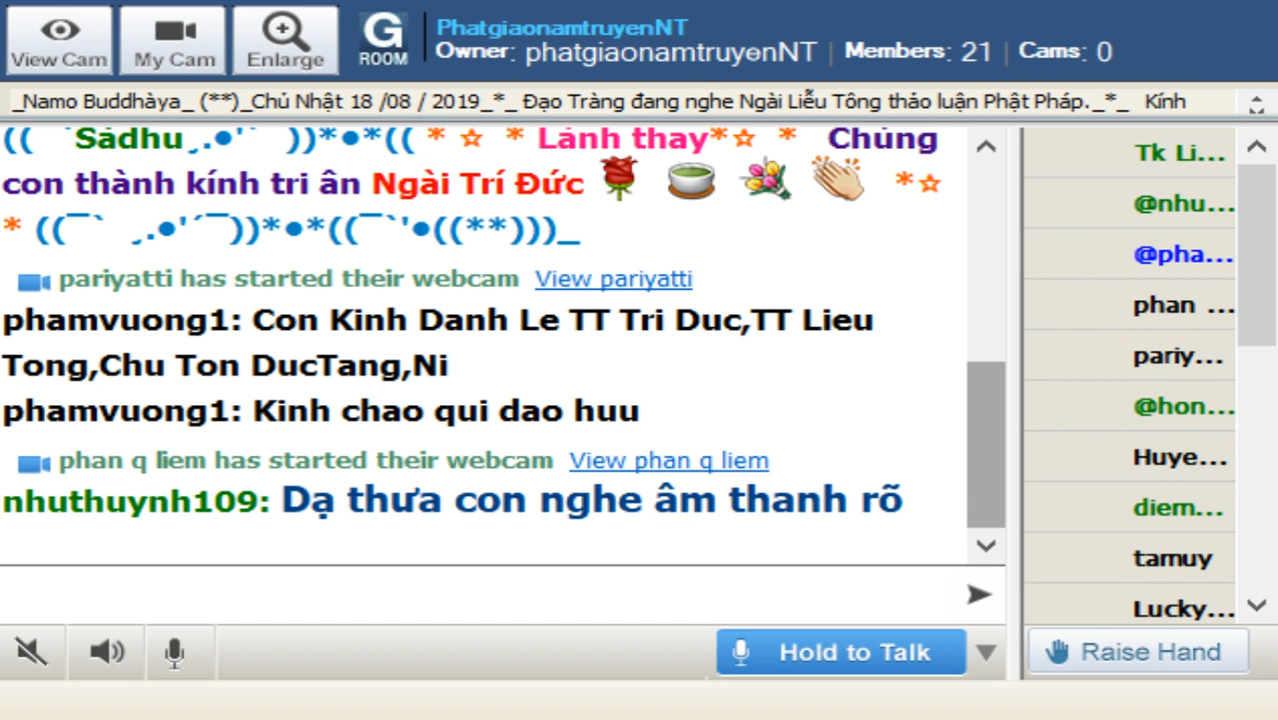 View Cam
My Cam
Enlarge
G
ROOM
PhatgiaonamtruyenNT
Owner: phatgiaonamtruyenNT | Members: 21 | Cams: 0
_Namo Buddhàya_ (**)_Chủ Nhật 18 /08 / 2019_*_ Đạo Tràng đang nghe Ngài Liễu Tông thảo luận Phật Pháp._*_ Kính
(( ¯Sādhu¸.●'´ ))*●*(( * ☆ * Lành thay*☆ * Chúng
con thành kính tri ân Ngài Trí Đức *☆
* ((¯` ¸.●'´¯))*●*((¯`'●((**)))_
pariyatti has started their webcam View pariyatti
phamvuong1: Con Kinh Danh Le TT Tri Duc,TT Lieu
Tong,Chu Ton DucTang,Ni
phamvuong1: Kinh chao qui dao huu
phan q liem has started their webcam View phan q liem
nhuthuynh109: Dạ thưa con nghe âm thanh rõ
Hold to Talk
Tk Li...
@nhu...
@pha...
phan ...
pariy...
@hon...
Huye...
diem...
tamuy
Lucky...
Raise Hand